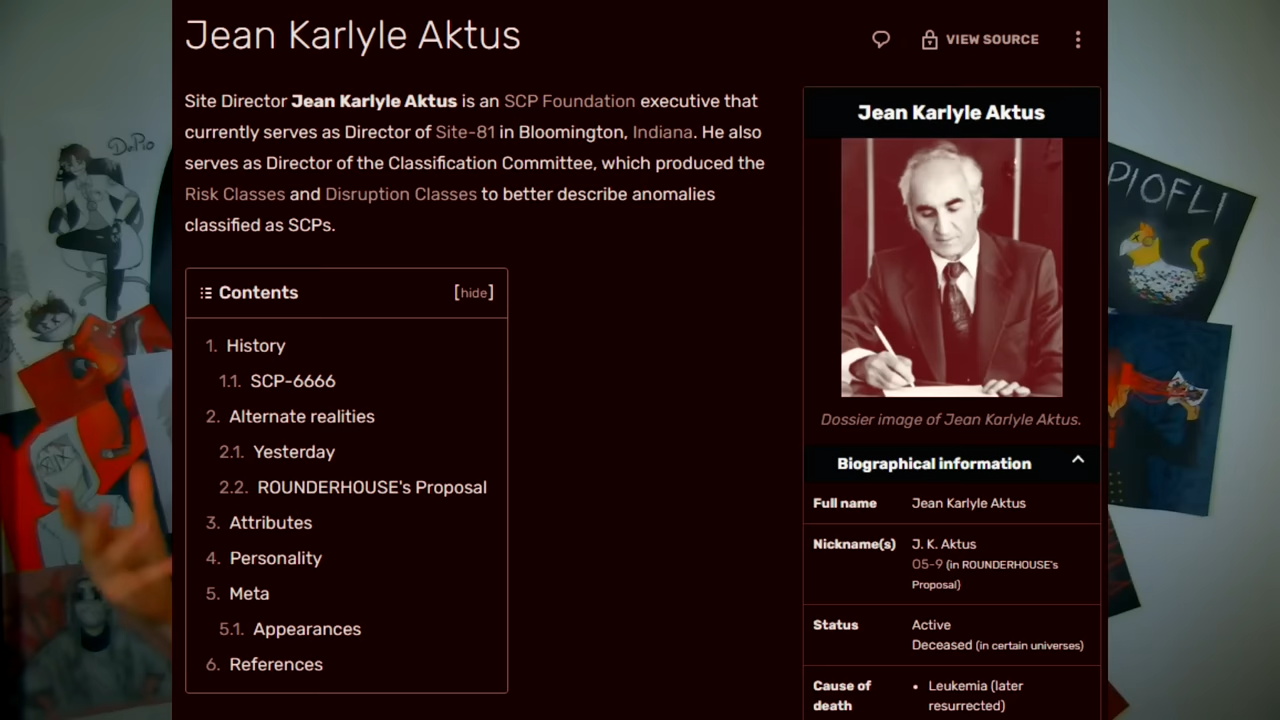 Jean Karlyle Aktus
VIEW SOURCE
Site Director Jean Karlyle Aktus is an SCP Foundation executive that
currently serves as Director of Site-81 in Bloomington, Indiana. He also
serves as Director of the Classification Committee, which produced the
Risk Classes and Disruption Classes to better describe anomalies
classified as SCPs.
Contents [hide]
1. History
1.1. SCP-6666
2. Alternate realities
2.1. Yesterday
2.2. ROUNDERHOUSE's Proposal
3. Attributes
4. Personality
5. Meta
5.1. Appearances
6. References
Jean Karlyle Aktus
Dossier image of Jean Karlyle Aktus.
Biographical information
Full name Jean Karlyle Aktus
Nickname(s) J. K. Aktus
O5-9 (in ROUNDERHOUSE's
Proposal)
Status Active
Deceased (in certain universes)
Cause of • Leukemia (later
death resurrected)
DaPio
PIOFLI